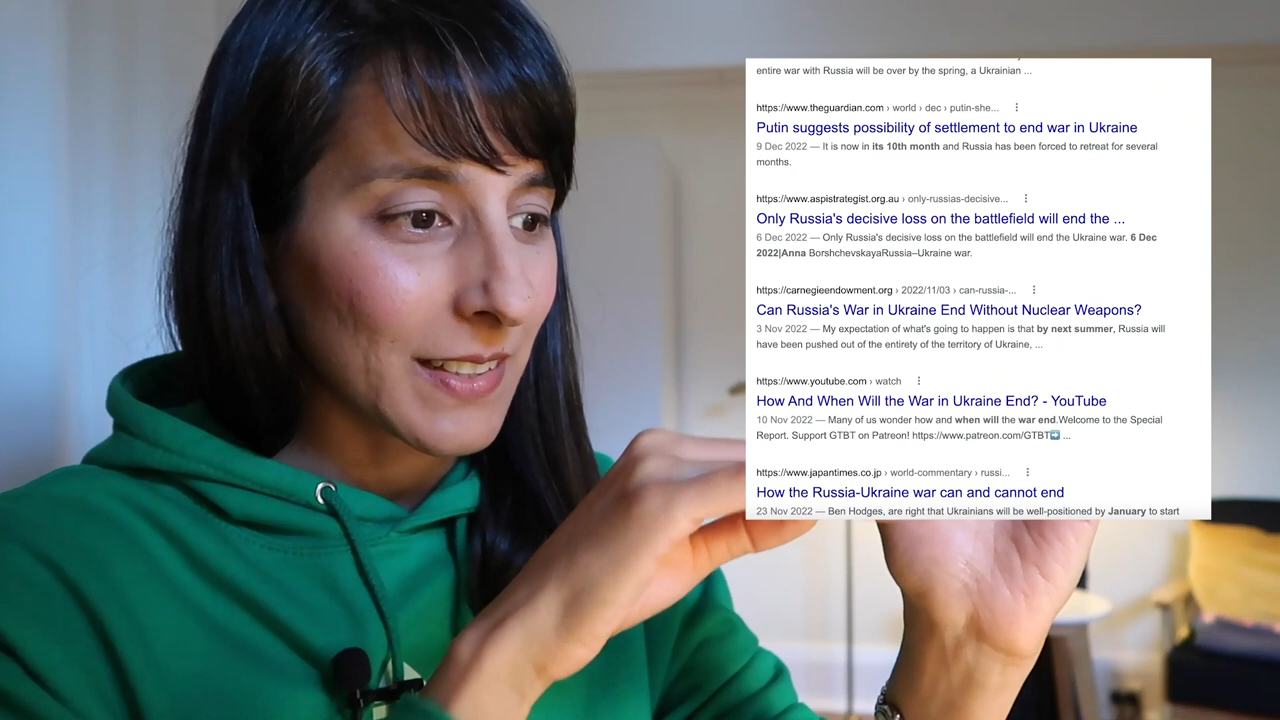 entire war with Russia will be over by the spring, a Ukrainian ...
https://www.theguardian.com › world › dec › putin-she...
Putin suggests possibility of settlement to end war in Ukraine
9 Dec 2022 — It is now in its 10th month and Russia has been forced to retreat for several
months.
https://www.aspistrategist.org.au › only-russias-decisive...
Only Russia's decisive loss on the battlefield will end the ...
6 Dec 2022 — Only Russia's decisive loss on the battlefield will end the Ukraine war. 6 Dec
2022|Anna BorshchevskayaRussia–Ukraine war.
https://carnegieendowment.org › 2022/11/03 › can-russia-...
Can Russia's War in Ukraine End Without Nuclear Weapons?
3 Nov 2022 — My expectation of what's going to happen is that by next summer, Russia will
have been pushed out of the entirety of the territory of Ukraine, ...
https://www.youtube.com › watch
How And When Will the War in Ukraine End? - YouTube
10 Nov 2022 — Many of us wonder how and when will the war end.Welcome to the Special
Report. Support GTBT on Patreon! https://www.patreon.com/GTBT➡️ ...
https://www.japantimes.co.jp › world-commentary › russi...
How the Russia-Ukraine war can and cannot end
23 Nov 2022 — Ben Hodges, are right that Ukrainians will be well-positioned by January to start